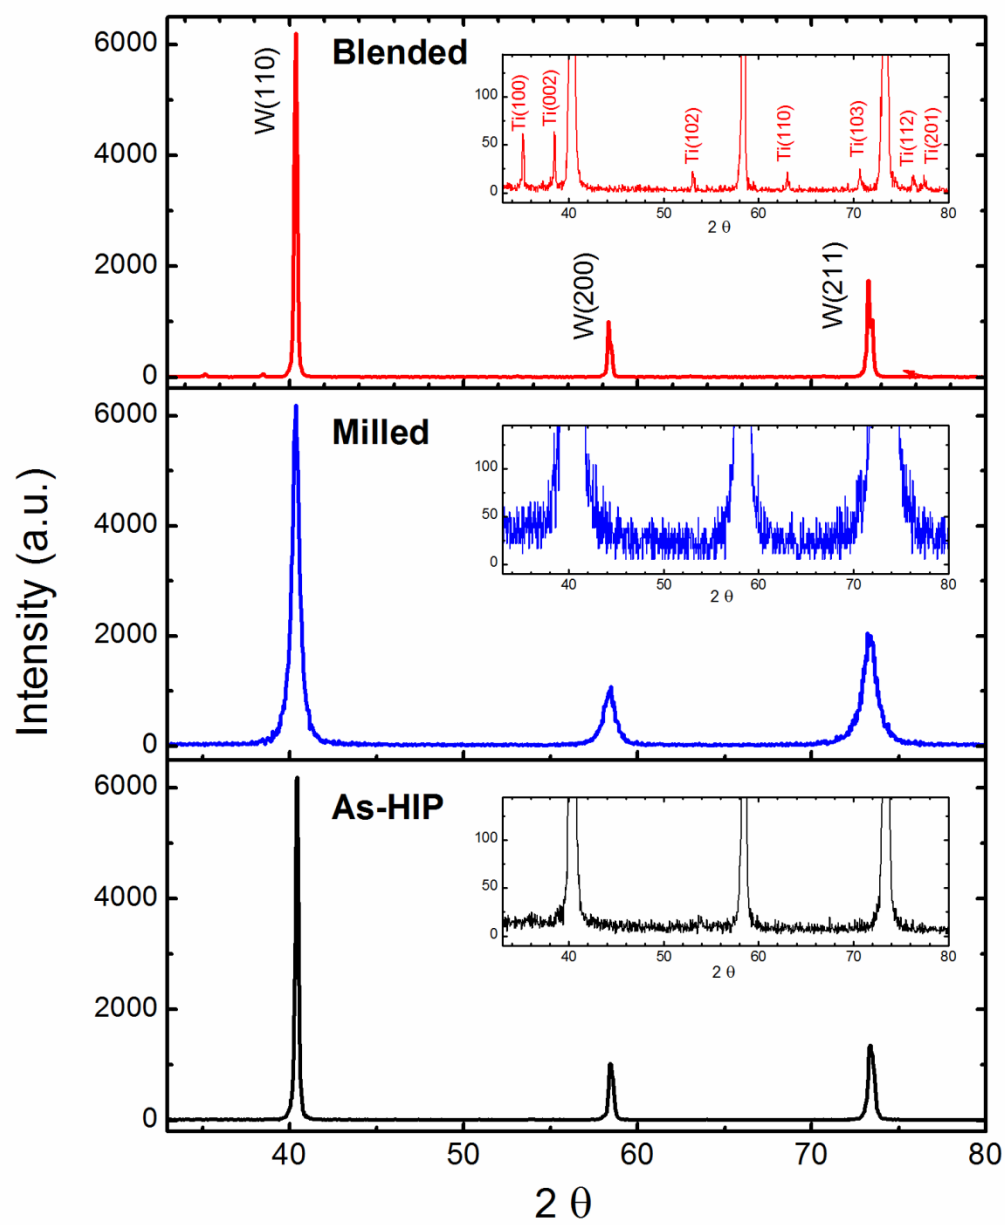 Intensity (a.u.)
Blended
6000
4000
2000
0
W(110)
W(200)
W(211)
100
50
0
Ti(100)
Ti(002)
Ti(102)
Ti(110)
Ti(103)
Ti(112)
Ti(201)
40 50 60 70 80
2 θ
Milled
6000
4000
2000
0
100
50
0
40 50 60 70 80
2 θ
As-HIP
6000
4000
2000
0
100
50
0
40 50 60 70 80
2 θ
40 50 60 70 80
2 θ